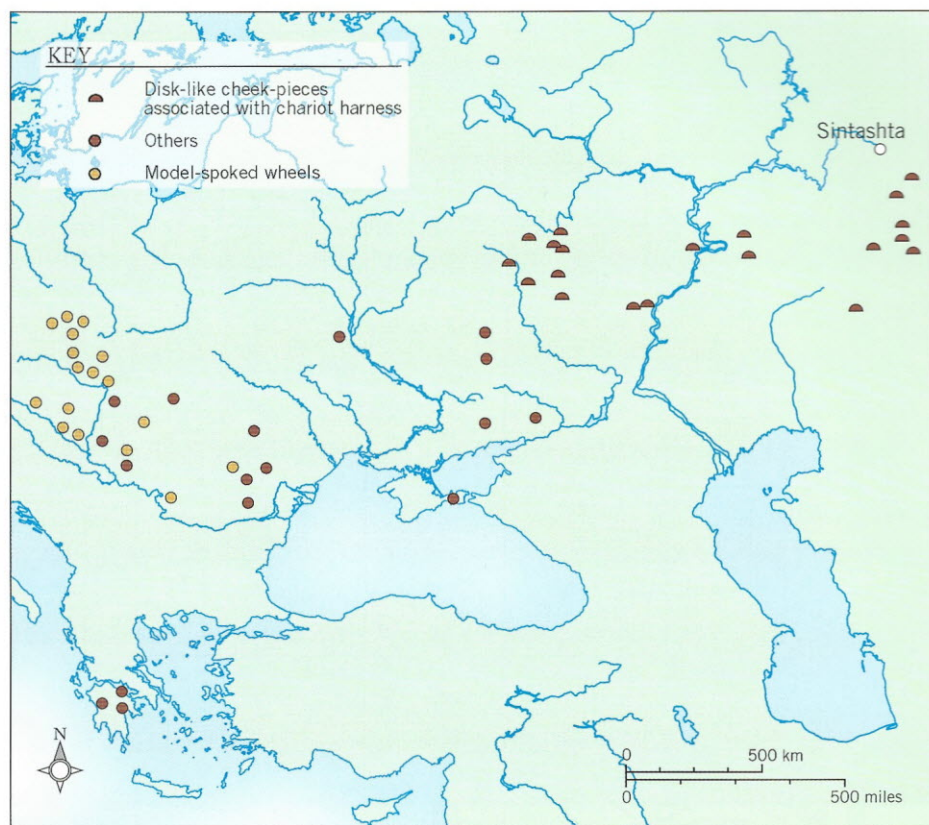 KEY
Disk-like cheek-pieces
associated with chariot harness
Others
Model-spoked wheels
Sintashta
N
0 500 km
0 500 miles